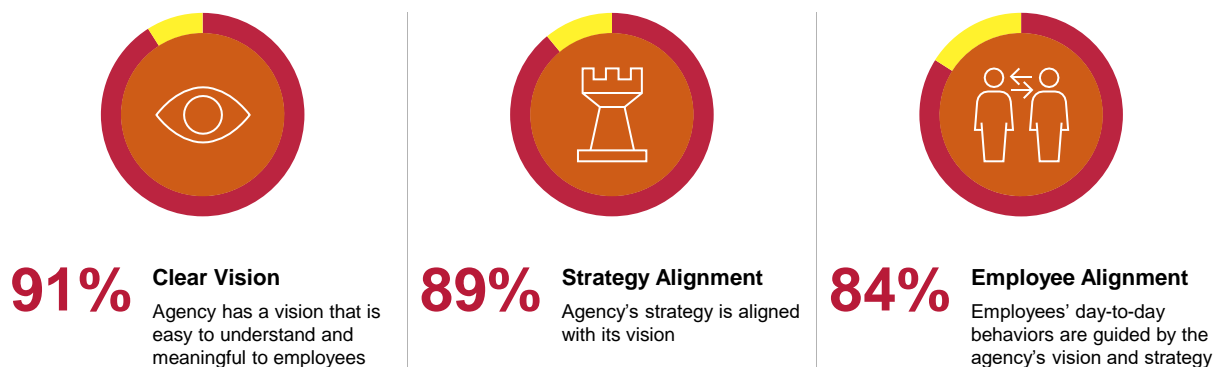 91%
Clear Vision
Agency has a vision that is
easy to understand and
meaningful to employees
89%
Strategy Alignment
Agency’s strategy is aligned
with its vision
84%
Employee Alignment
Employees’ day-to-day
behaviors are guided by the
agency’s vision and strategy